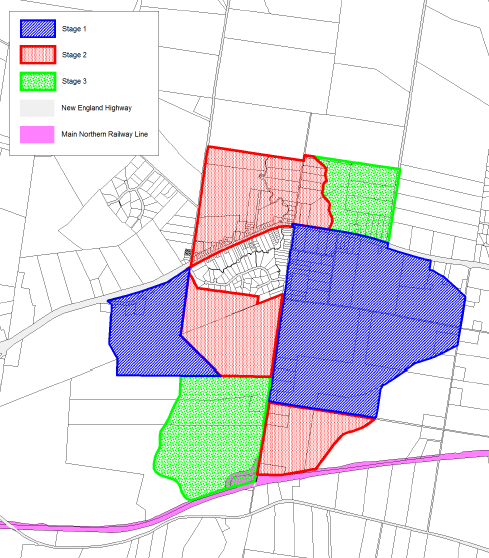 Stage 1
Stage 2
Stage 3
New England Highway
Main Northern Railway Line